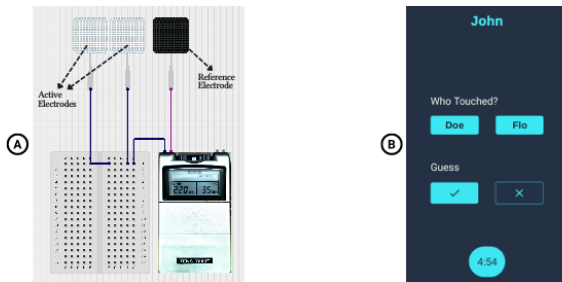 Active
Electrodes
Reference
Electrode
A
John
Who Touched?
Doe
Flo
B
Guess
4:54